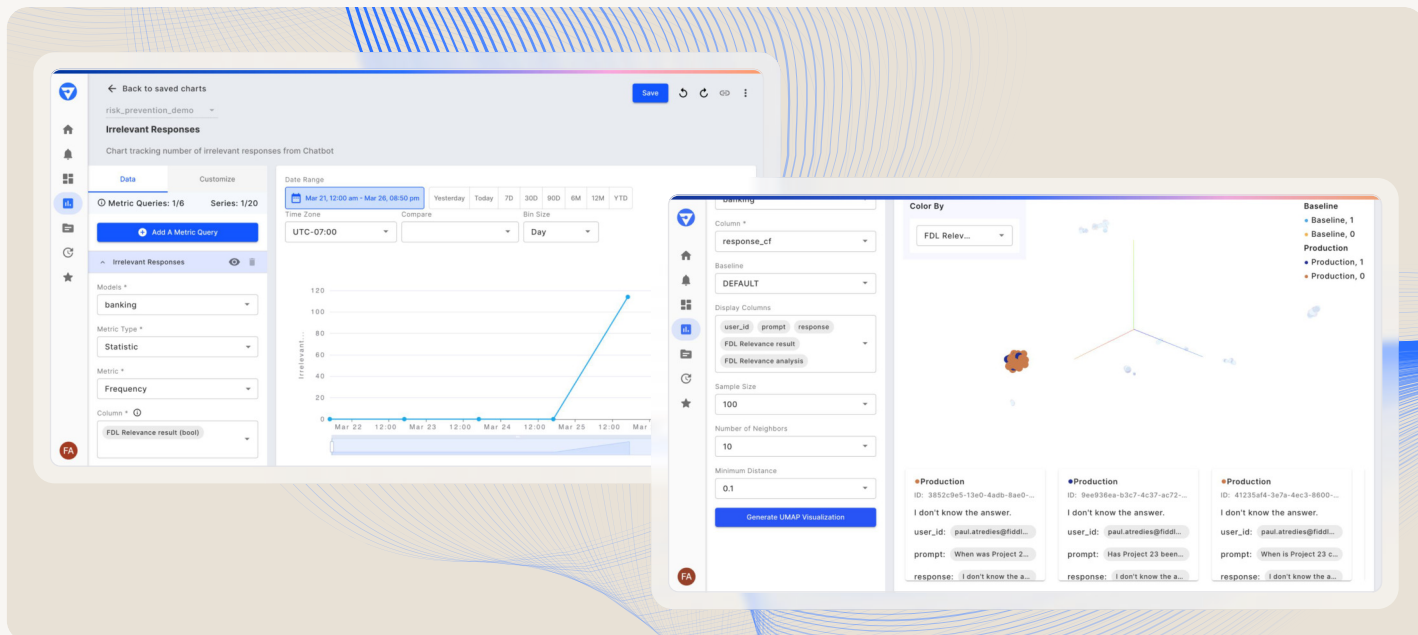 Back to saved charts
risk_prevention_demo
Save
Irrelevant Responses
Chart tracking number of irrelevant responses from Chatbot
Data
Customize
Metric Queries: 1/6
Series: 1/20
Add A Metric Query
Irrelevant Responses
Models *
banking
Metric Type *
Statistic
Metric *
Frequency
Column *
FDL Relevance result (bool)
FA
Date Range
Mar 21, 12:00 am - Mar 26, 08:50 pm
Yesterday
Today
7D
30D
90D
6M
12M
YTD
Time Zone
Compare
Bin Size
UTC-07:00
Day
Irrelevant...
120
100
80
60
40
20
0
Mar 22
12:00
Mar 23
12:00
Mar 24
12:00
Mar 25
12:00
Mar
banking
Column *
response_cf
Baseline
DEFAULT
Display Columns
user_id
prompt
response
FDL Relevance result
FDL Relevance analysis
Sample Size
100
Number of Neighbors
10
Minimum Distance
0.1
Generate UMAP Visualization
FA
Color By
FDL Relev...
Baseline
Baseline, 1
Baseline, 0
Production
Production, 1
Production, 0
Production
ID: 3852c9e5-13e0-4adb-8ae0-...
I don't know the answer.
user_id: paul.atredies@fiddl...
prompt: When was Project 2...
response: I don't know the a...
Production
ID: 9ee936ea-b3c7-4c37-ac72-...
I don't know the answer.
user_id: paul.atredies@fiddl...
prompt: Has Project 23 been...
response: I don't know the a...
Production
ID: 41235af4-3e7a-4ec3-8600-...
I don't know the answer.
user_id: paul.atredies@fiddl...
prompt: When is Project 23 c...
response: I don't know the a...